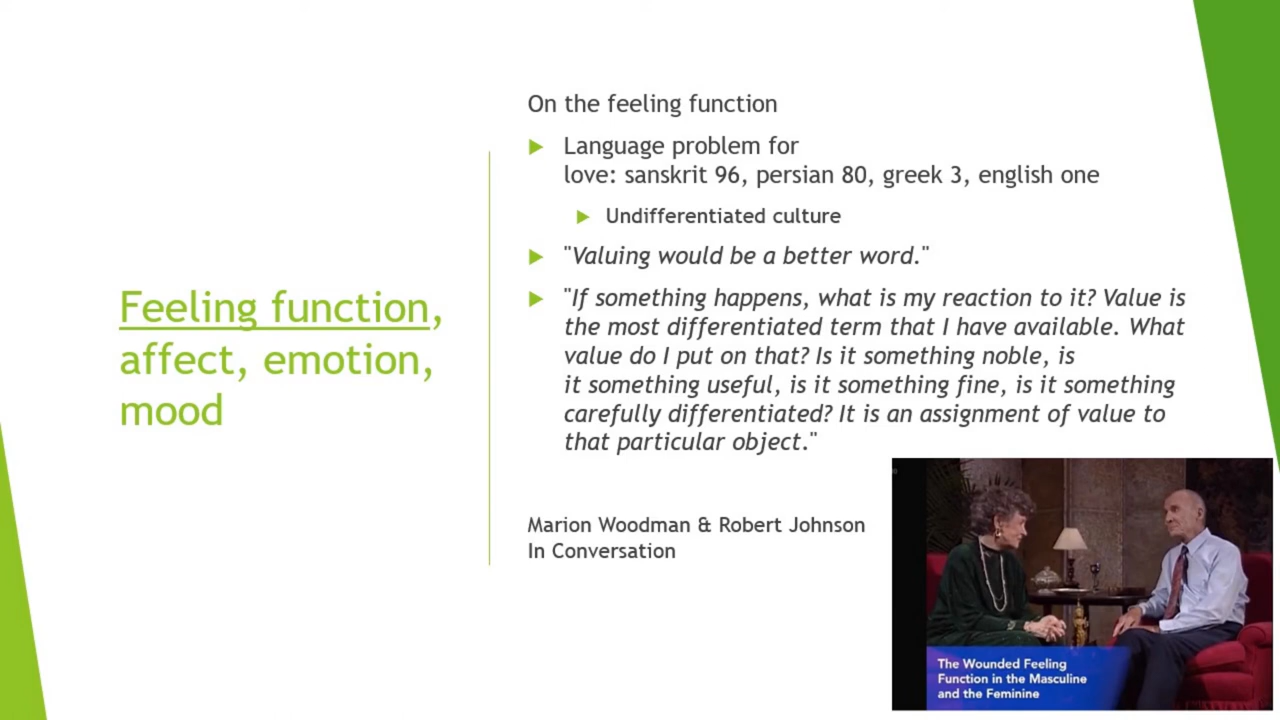 Feeling function,
affect, emotion,
mood
On the feeling function
Language problem for
love: sanskrit 96, persian 80, greek 3, english one
Undifferentiated culture
"Valuing would be a better word."
"If something happens, what is my reaction to it? Value is
the most differentiated term that I have available. What
value do I put on that? Is it something noble, is
it something useful, is it something fine, is it something
carefully differentiated? It is an assignment of value to
that particular object."
Marion Woodman & Robert Johnson
In Conversation
The Wounded Feeling
Function in the Masculine
and the Feminine